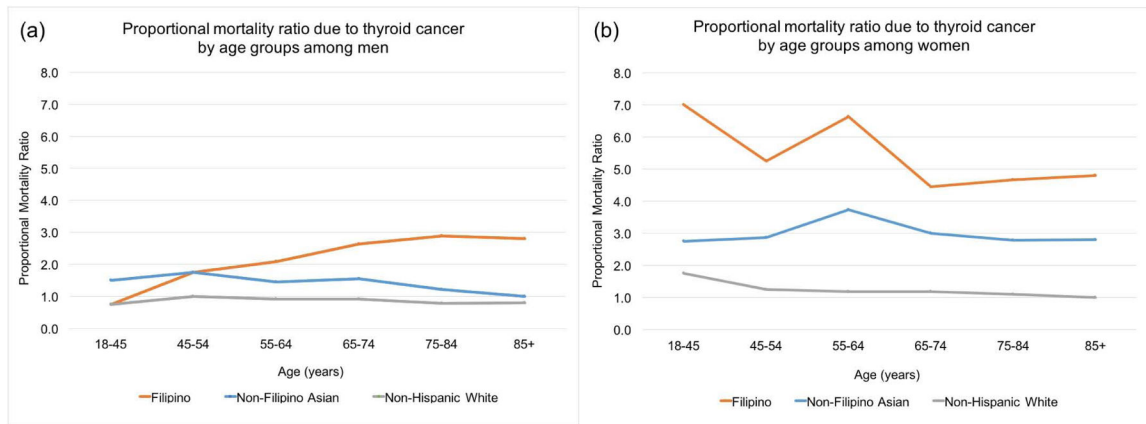 (a)
Proportional mortality ratio due to thyroid cancer
by age groups among men
Proportional Mortality Ratio
8.0
7.0
6.0
5.0
4.0
3.0
2.0
1.0
0.0
18-45 45-54 55-64 65-74 75-84 85+
Age (years)
Filipino Non-Filipino Asian Non-Hispanic White
(b)
Proportional mortality ratio due to thyroid cancer
by age groups among women
Proportional Mortality Ratio
8.0
7.0
6.0
5.0
4.0
3.0
2.0
1.0
0.0
18-45 45-54 55-64 65-74 75-84 85+
Age (years)
Filipino Non-Filipino Asian Non-Hispanic White